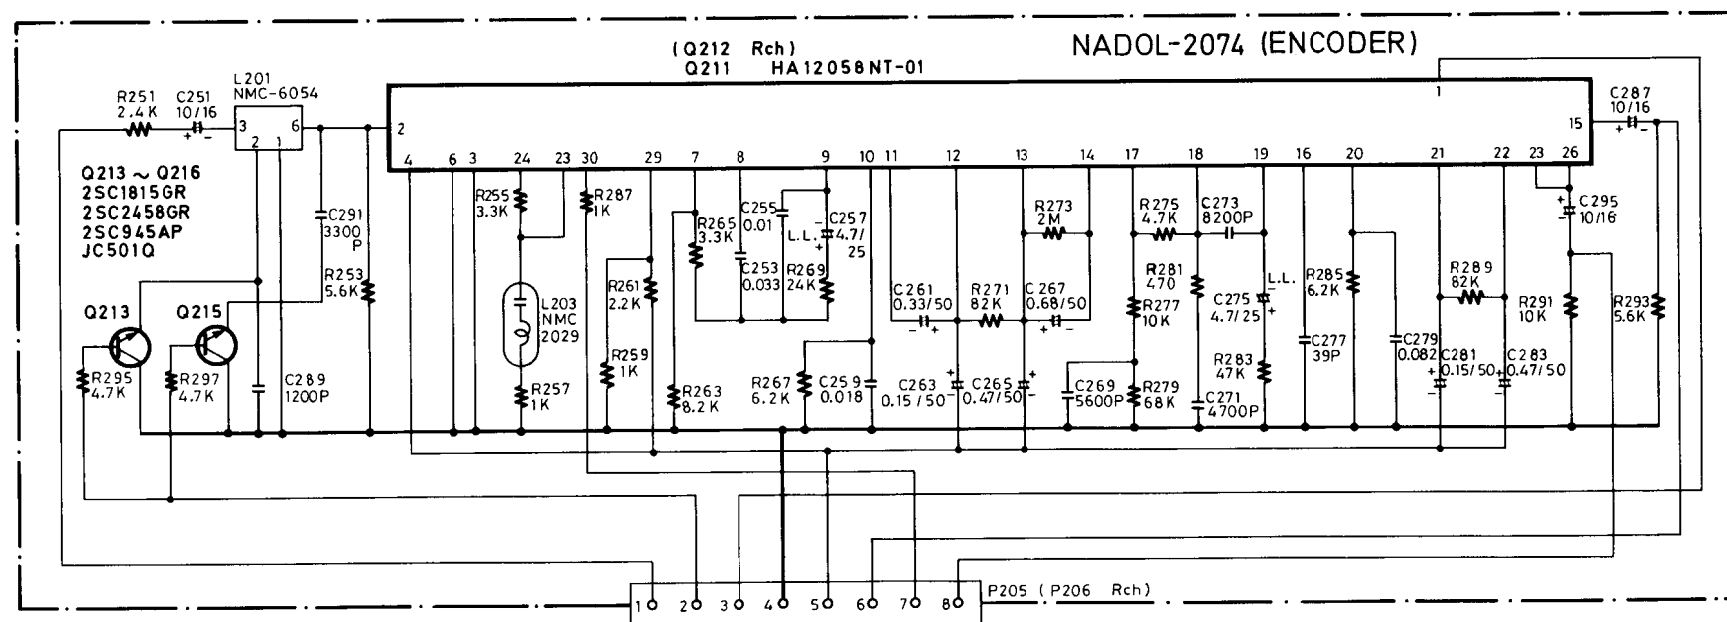 NADOL-2074 (ENCODER)
(Q212 Rch)
Q211 HA12058NT-01
L201
NMC-6054
R251
2.4K
C251
10/16
+ -
3 6
2 1
2
1
15
C287
10/16
+ -
4 6 3 24 23 30 29 7 8 9 10 11 12 13 14 17 18 19 16 20 21 22 23 26
Q213 ~ Q216
2SC1815GR
2SC2458GR
2SC945AP
JC501Q
C291
3300
P
R253
5.6K
R255
3.3K
R287
1K
R265
3.3K
C255
0.01
L.L.
-
+
C257
4.7/
25
R273
2M
R275
4.7K
C273
8200P
+
-
C295
10/16
C253
0.033
R269
24K
R261
2.2K
L203
NMC
2029
C261
0.33/50
- +
R271
82K
C267
0.68/50
+ -
R281
470
R277
10K
L.L.
-
+
C275
4.7/25
R285
6.2K
R289
82K
R291
10K
R293
5.6K
Q213
Q215
R295
4.7K
R297
4.7K
C289
1200P
R257
1K
R259
1K
R263
8.2K
R267
6.2K
C259
0.018
C263
0.15/50
+
-
C265
0.47/50
+
-
C269
5600P
R279
68K
C271
4700P
R283
47K
C277
39P
C279
0.082
C281
0.15/50
+
-
C283
0.47/50
+
-
P205 (P206 Rch)
1 2 3 4 5 6 7 8